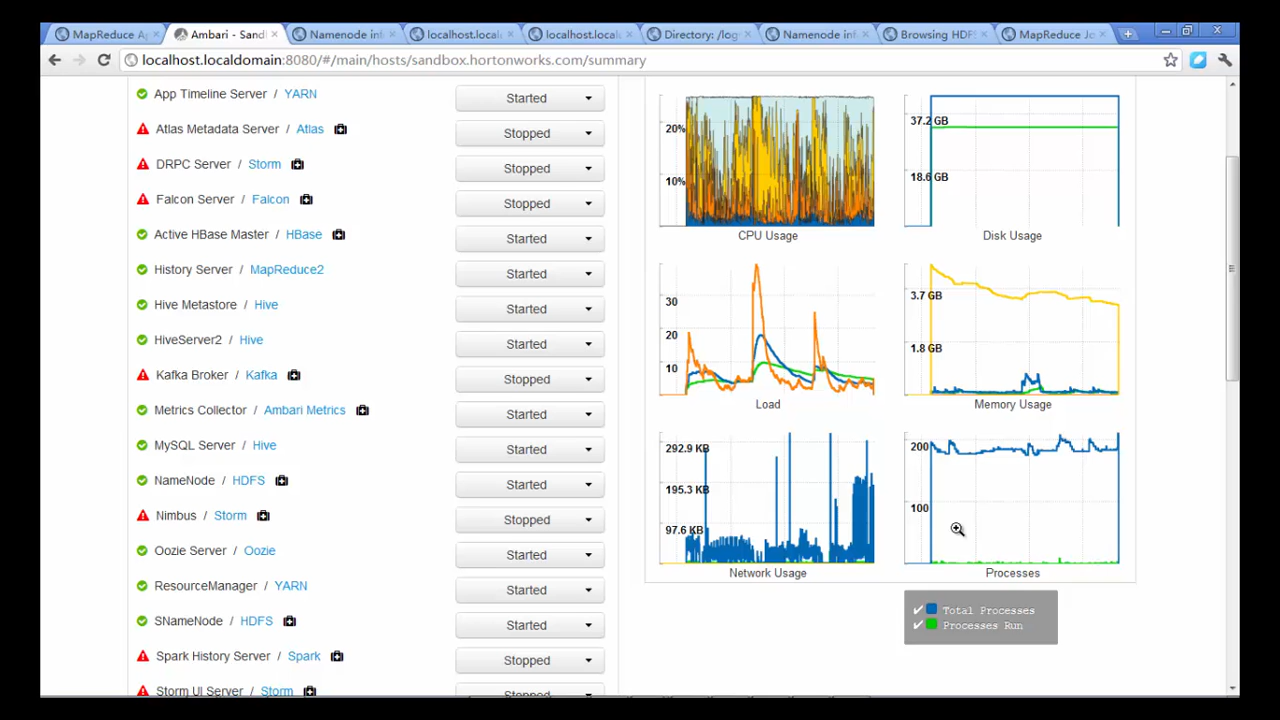 MapReduce Ap
Ambari - Sand
Namenode inf
localhost.local
localhost.local
Directory: /log
Namenode inf
Browsing HDF
MapReduce Jo
localhost.localdomain:8080/#/main/hosts/sandbox.hortonworks.com/summary
App Timeline Server / YARN
Started
Atlas Metadata Server / Atlas
Stopped
DRPC Server / Storm
Stopped
Falcon Server / Falcon
Stopped
Active HBase Master / HBase
Started
History Server / MapReduce2
Started
Hive Metastore / Hive
Started
HiveServer2 / Hive
Started
Kafka Broker / Kafka
Stopped
Metrics Collector / Ambari Metrics
Started
MySQL Server / Hive
Started
NameNode / HDFS
Started
Nimbus / Storm
Stopped
Oozie Server / Oozie
Started
ResourceManager / YARN
Started
SNameNode / HDFS
Started
Spark History Server / Spark
Stopped
Storm UI Server / Storm
Stopped
20%
10%
CPU Usage
37.2 GB
18.6 GB
Disk Usage
30
20
10
Load
3.7 GB
1.8 GB
Memory Usage
292.9 KB
195.3 KB
97.6 KB
Network Usage
200
100
Processes
Total Processes
Processes Run